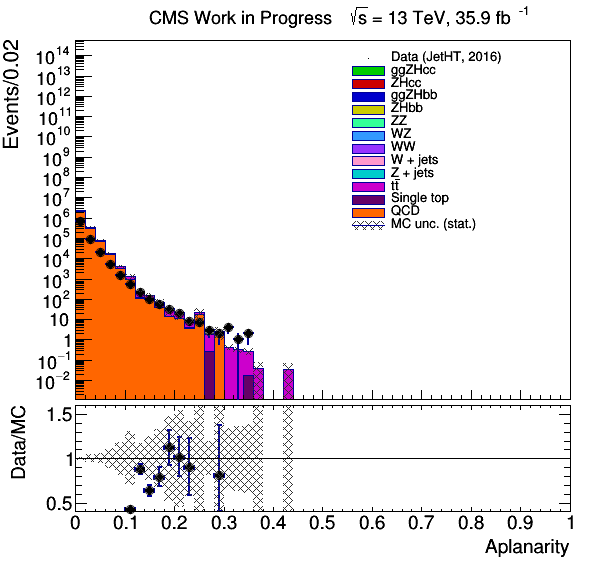 CMS Work in Progress √s = 13 TeV, 35.9 fb⁻¹
Events/0.02
10¹⁴
10¹³
10¹²
10¹¹
10¹⁰
10⁹
10⁸
10⁷
10⁶
10⁵
10⁴
10³
10²
10
1
10⁻¹
10⁻²
Data (JetHT, 2016)
ggZHcc
ZHcc
ggZHbb
ZHbb
ZZ
WZ
WW
W + jets
Z + jets
tt̄
Single top
QCD
MC unc. (stat.)
Data/MC
1.5
1
0.5
0 0.1 0.2 0.3 0.4 0.5 0.6 0.7 0.8 0.9 1
Aplanarity